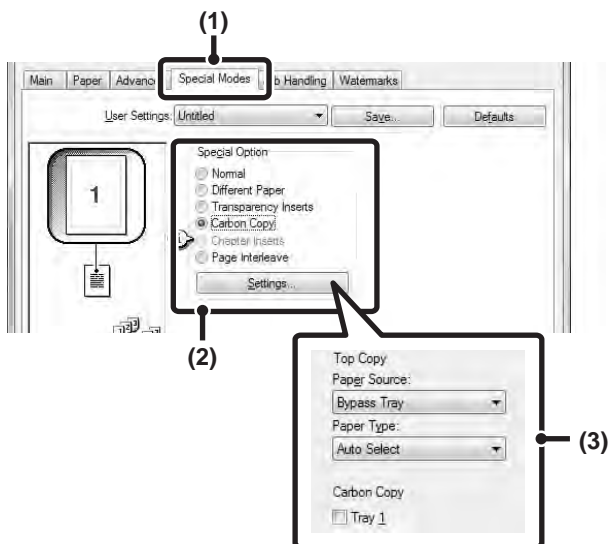 (1)
Main Paper Special Modes Handling Watermarks
User Settings: Untitled Save... Defaults
1
Special Option
Normal
Different Paper
Transparency Inserts
Carbon Copy
Chapter Inserts
Page Interleave
Settings...
(2)
Top Copy
Paper Source:
Bypass Tray
Paper Type:
Auto Select
(3)
Carbon Copy
Tray 1